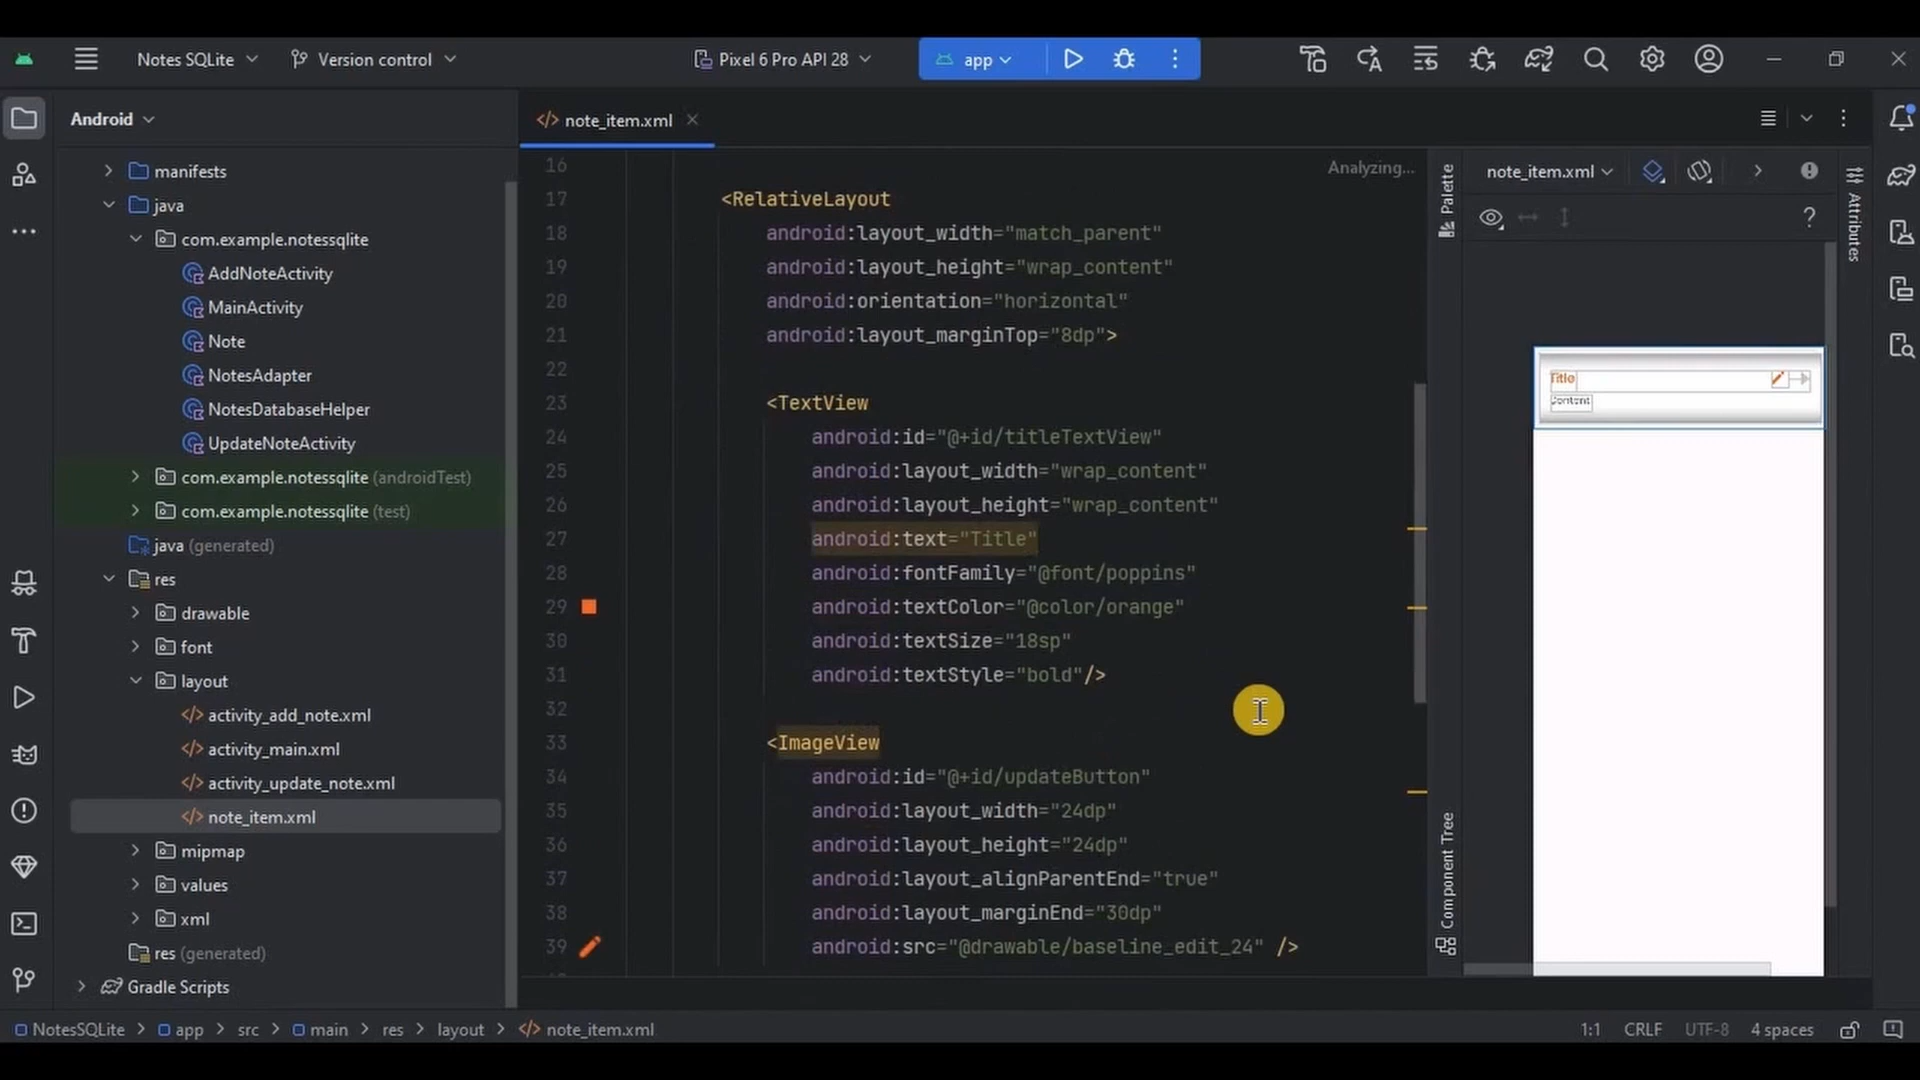 Notes SQLite
Version control
Pixel 6 Pro API 28
app
Android
manifests
java
com.example.notessqlite
AddNoteActivity
MainActivity
Note
NotesAdapter
NotesDatabaseHelper
UpdateNoteActivity
com.example.notessqlite (androidTest)
com.example.notessqlite (test)
java (generated)
res
drawable
font
layout
activity_add_note.xml
activity_main.xml
activity_update_note.xml
note_item.xml
mipmap
values
xml
res (generated)
Gradle Scripts
</> note_item.xml
Analyzing...
16
17 <RelativeLayout
18 android:layout_width="match_parent"
19 android:layout_height="wrap_content"
20 android:orientation="horizontal"
21 android:layout_marginTop="8dp">
22
23 <TextView
24 android:id="@+id/titleTextView"
25 android:layout_width="wrap_content"
26 android:layout_height="wrap_content"
27 android:text="Title"
28 android:fontFamily="@font/poppins"
29 android:textColor="@color/orange"
30 android:textSize="18sp"
31 android:textStyle="bold"/>
32
33 <ImageView
34 android:id="@+id/updateButton"
35 android:layout_width="24dp"
36 android:layout_height="24dp"
37 android:layout_alignParentEnd="true"
38 android:layout_marginEnd="30dp"
39 android:src="@drawable/baseline_edit_24" />
Palette
Component Tree
note_item.xml
Attributes
Title
Content
NotesSQLite > app > src > main > res > layout > </> note_item.xml
1:1 CRLF UTF-8 4 spaces